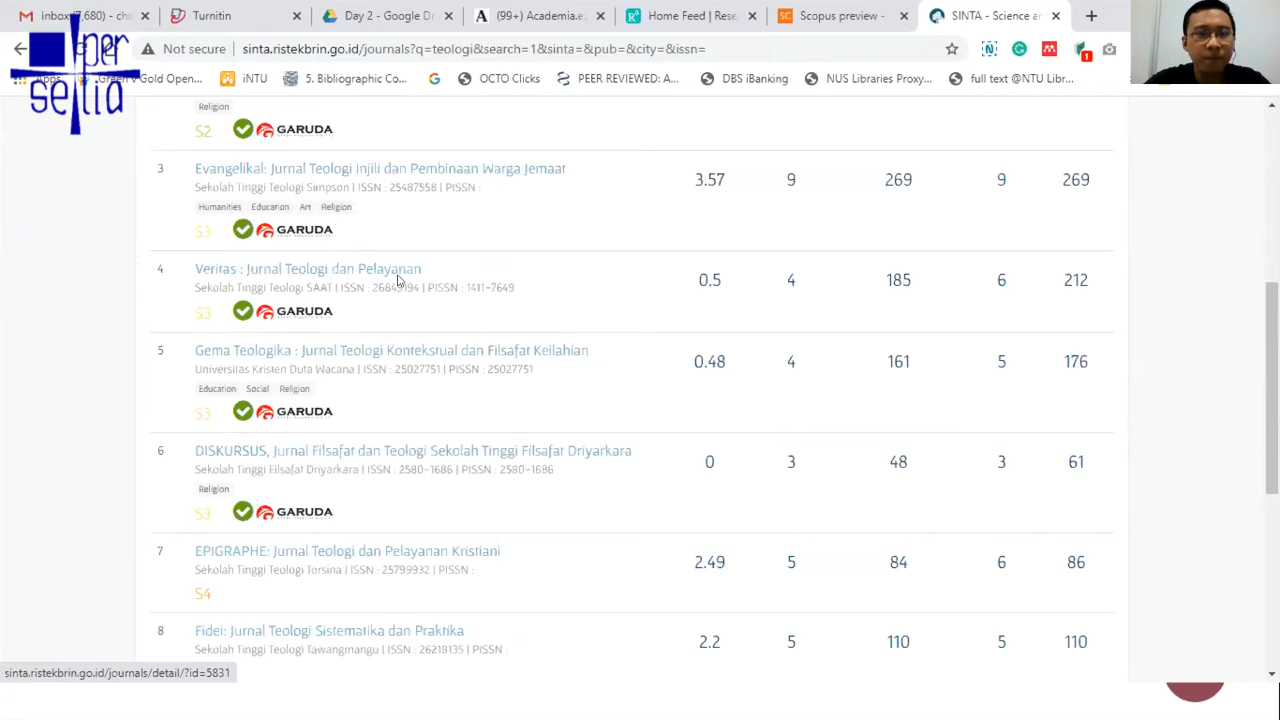 inbox (7,680) - cha
Turnitin
Day 2 - Google Dr
(99+) Academia.e
Home Feed | Rese
Scopus preview -
SINTA - Science a
Not secure
sinta.ristekbrin.go.id/journals?q=teologi&search=1&sinta=&pub=&city=&issn=
Gold Open...
iNTU
5. Bibliographic Co...
OCTO Clicks
PEER REVIEWED: A...
DBS iBanking
NUS Libraries Proxy...
full text @NTU Libr...
per
setia
Religion
S2
GARUDA
3
Evangelikal: Jurnal Teologi Injili dan Pembinaan Warga Jemaat
3.57
9
269
9
269
Sekolah Tinggi Teologi Simpson | ISSN : 25487558 | PISSN :
Humanities
Education
Art
Religion
S3
GARUDA
4
Veritas : Jurnal Teologi dan Pelayanan
0.5
4
185
6
212
Sekolah Tinggi Teologi SAAT | ISSN : PISSN : 1411-7649
S3
GARUDA
5
Gema Teologika : Jurnal Teologi Kontekstual dan Filsafat Keilahian
0.48
4
161
5
176
Universitas Kristen Duta Wacana | ISSN : 25027751 | PISSN : 25027751
Education
Social
Religion
S3
GARUDA
6
DISKURSUS, Jurnal Filsafat dan Teologi Sekolah Tinggi Filsafat Driyarkara
0
3
48
3
61
Sekolah Tinggi Filsafat Driyarkara | ISSN : 2580-1686 | PISSN : 2580-1686
Religion
S3
GARUDA
7
EPIGRAPHE: Jurnal Teologi dan Pelayanan Kristiani
2.49
5
84
6
86
Sekolah Tinggi Teologi Torsina | ISSN : 25799932 | PISSN :
S4
8
Fidei: Jurnal Teologi Sistematika dan Praktika
2.2
5
110
5
110
Sekolah Tinggi Teologi Tawangmangu | ISSN : 26218135 | PISSN :
sinta.ristekbrin.go.id/journals/detail/?id=5831